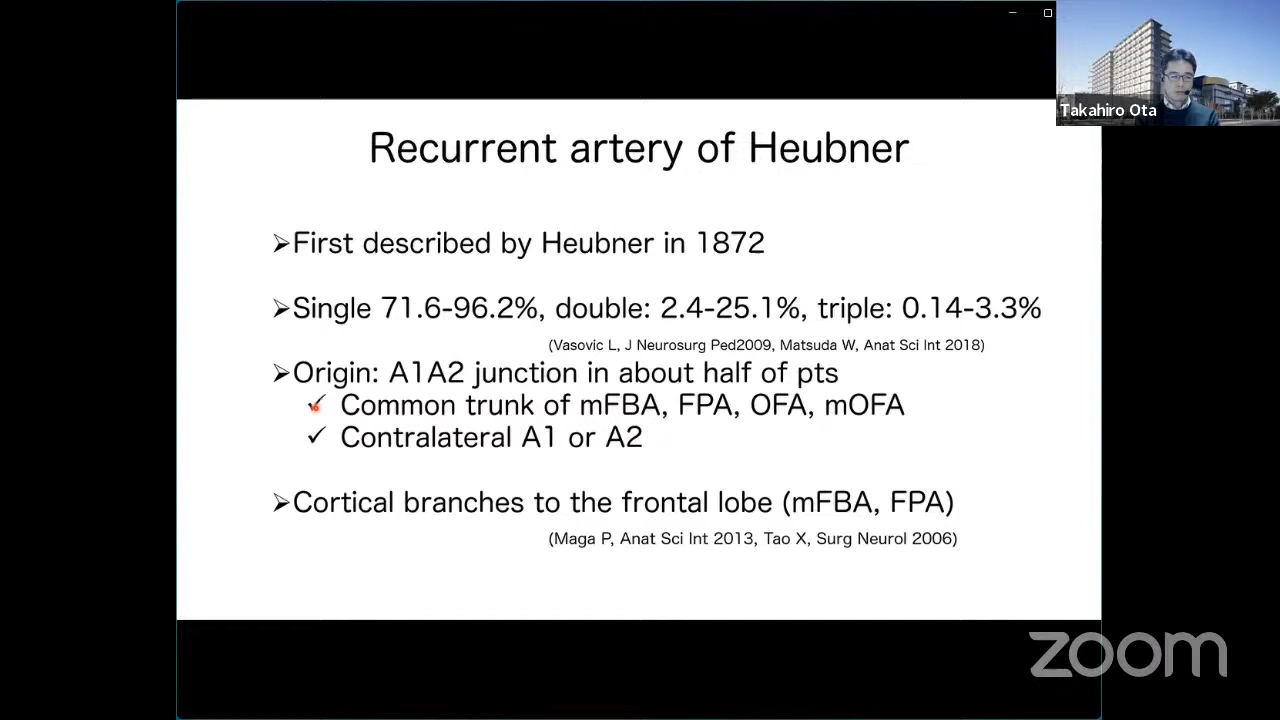 Takahiro Ota
Recurrent artery of Heubner
➢First described by Heubner in 1872
➢Single 71.6-96.2%, double: 2.4-25.1%, triple: 0.14-3.3%
(Vasovic L, J Neurosurg Ped2009, Matsuda W, Anat Sci Int 2018)
➢Origin: A1A2 junction in about half of pts
✓ Common trunk of mFBA, FPA, OFA, mOFA
✓ Contralateral A1 or A2
➢Cortical branches to the frontal lobe (mFBA, FPA)
(Maga P, Anat Sci Int 2013, Tao X, Surg Neurol 2006)
zoom